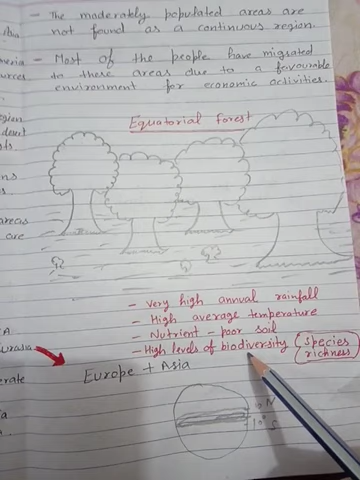 - The moderately populated areas are
not found as a continuous region.
- Most of the people have migrated
to these areas due to a favourable
environment for economic activities.
Equatorial Forest
- Very high annual rainfall
- High average temperature
- Nutrient - poor soil
- High levels of biodiversity (Species richness)
Europe + Asia
areas
are